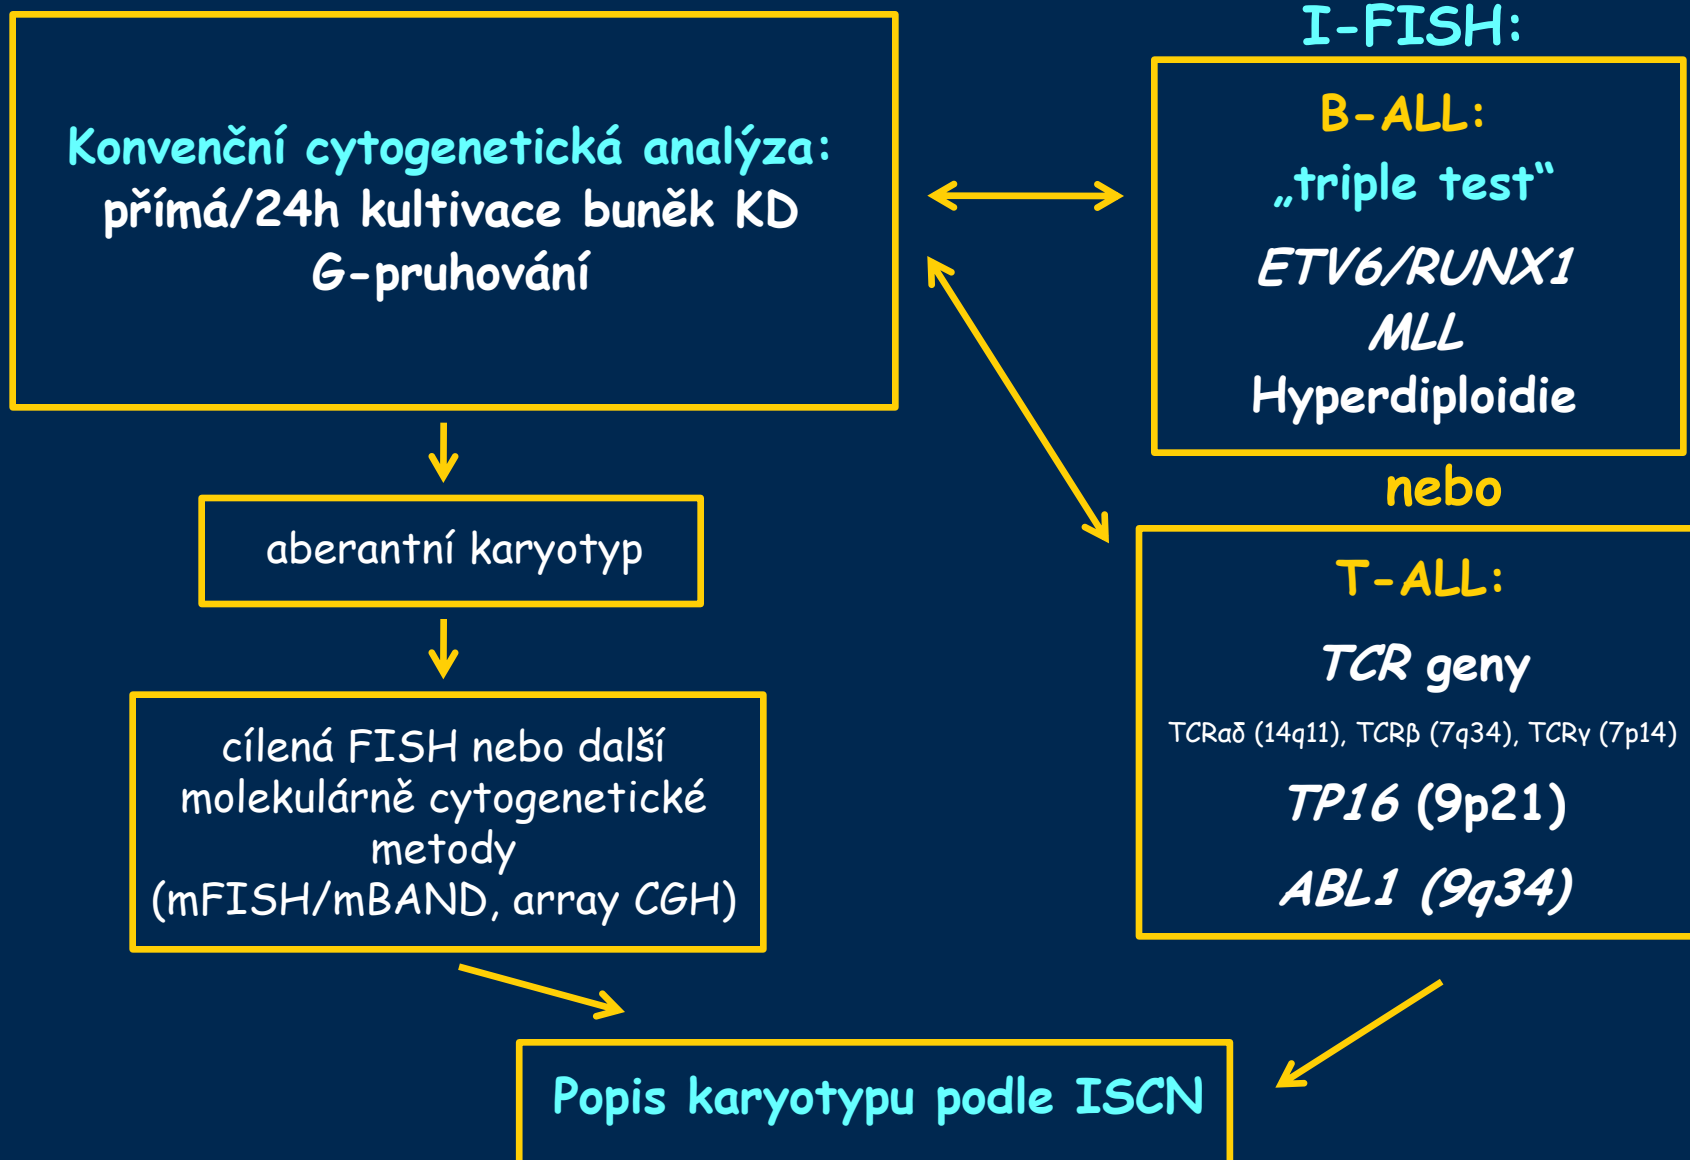 Konvenční cytogenetická analýza:
přímá/24h kultivace buněk KD
G-pruhování
aberantní karyotyp
cílená FISH nebo další
molekulárně cytogenetické
metody
(mFISH/mBAND, array CGH)
I-FISH:
B-ALL:
„triple test“
ETV6/RUNX1
MLL
Hyperdiploidie
nebo
T-ALL:
TCR geny
TCRαδ (14q11), TCRβ (7q34), TCRγ (7p14)
TP16 (9p21)
ABL1 (9q34)
Popis karyotypu podle ISCN